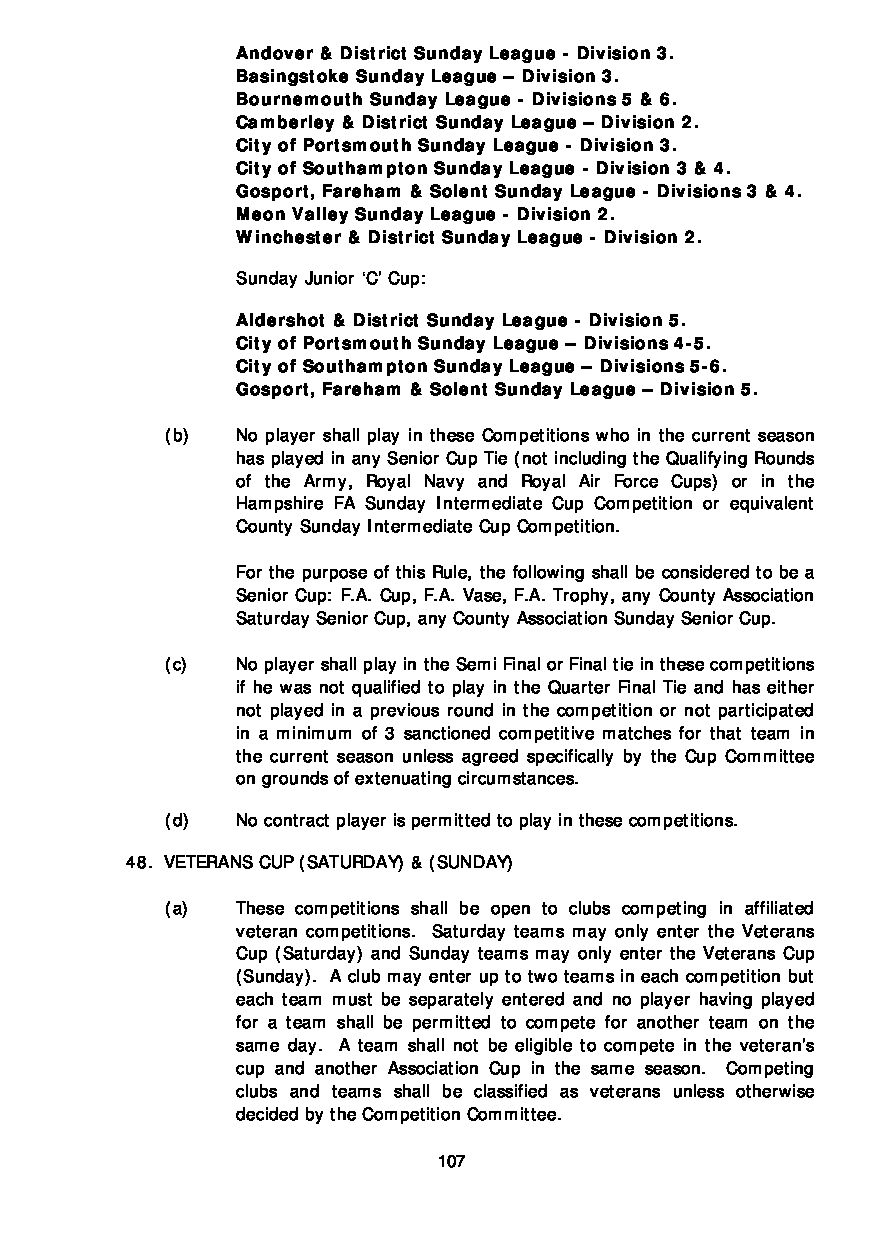 Andover & District Sunday League - Division 3.
Basingstoke Sunday League – Division 3.
Bournemouth Sunday League - Divisions 5 & 6.
Camberley & District Sunday League – Division 2.
City of Portsmouth Sunday League - Division 3.
City of Southampton Sunday League - Division 3 & 4.
Gosport, Fareham & Solent Sunday League - Divisions 3 & 4.
Meon Valley Sunday League - Division 2.
Winchester & District Sunday League - Division 2.
Sunday Junior ‘C’ Cup:
Aldershot & District Sunday League - Division 5.
City of Portsmouth Sunday League – Divisions 4-5.
City of Southampton Sunday League – Divisions 5-6.
Gosport, Fareham & Solent Sunday League – Division 5.
(b) No player shall play in these Competitions who in the current season
has played in any Senior Cup Tie (not including the Qualifying Rounds
of the Army, Royal Navy and Royal Air Force Cups) or in the
Hampshire FA Sunday Intermediate Cup Competition or equivalent
County Sunday Intermediate Cup Competition.
For the purpose of this Rule, the following shall be considered to be a
Senior Cup: F.A. Cup, F.A. Vase, F.A. Trophy, any County Association
Saturday Senior Cup, any County Association Sunday Senior Cup.
(c) No player shall play in the Semi Final or Final tie in these competitions
if he was not qualified to play in the Quarter Final Tie and has either
not played in a previous round in the competition or not participated
in a minimum of 3 sanctioned competitive matches for that team in
the current season unless agreed specifically by the Cup Committee
on grounds of extenuating circumstances.
(d) No contract player is permitted to play in these competitions.
48. VETERANS CUP (SATURDAY) & (SUNDAY)
(a) These competitions shall be open to clubs competing in affiliated
veteran competitions. Saturday teams may only enter the Veterans
Cup (Saturday) and Sunday teams may only enter the Veterans Cup
(Sunday). A club may enter up to two teams in each competition but
each team must be separately entered and no player having played
for a team shall be permitted to compete for another team on the
same day. A team shall not be eligible to compete in the veteran's
cup and another Association Cup in the same season. Competing
clubs and teams shall be classified as veterans unless otherwise
decided by the Competition Committee.
107